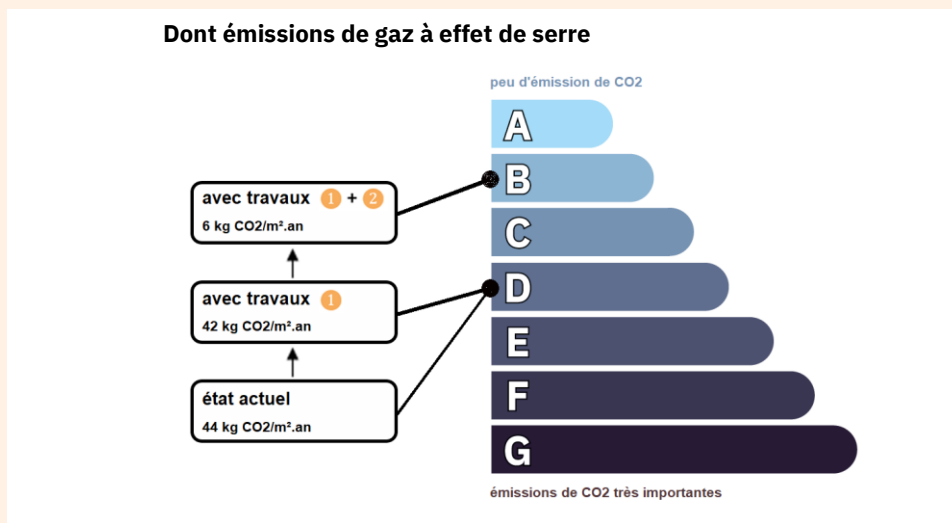 Dont émissions de gaz à effet de serre
peu d'émission de CO2
A
B
C
D
E
F
G
émissions de CO2 très importantes
avec travaux 1 + 2
6 kg CO2/m².an
avec travaux 1
42 kg CO2/m².an
état actuel
44 kg CO2/m².an